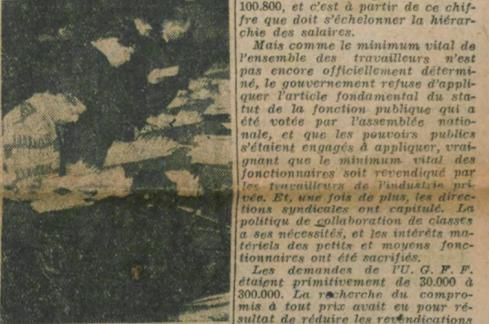 100.800, et c'est à partir de ce chif-
fre que doit s'échelonner la hiérar-
chie des salaires.
Mais comme le minimum vital de
l'ensemble des travailleurs n'est
pas encore officiellement détermi-
né, le gouvernement refuse d'appli-
quer l'article fondamental du sta-
tut de la fonction publique qui a
été votée par l'assemblée natio-
nale, et que les pouvoirs publics
s'étaient engagés à appliquer, vrai-
gnant que le minimum vital des
fonctionnaires soit revendiqué par
les travailleurs de l'industrie pri-
vée. Et, une fois de plus, les direc-
tions syndicales ont capitulé. La
politiqu de collaboration de classes
a ses nécessités, et les intérêts ma-
tériels des petits et moyens fonc-
tionnaires ont été sacrifiés.
Les demandes de l'U. G. F. F.
étaient primitivement de 30.000 à
300.000. La recherche du compro-
mis à tout prix avait eu pour ré-
sultat de réduire les revendications